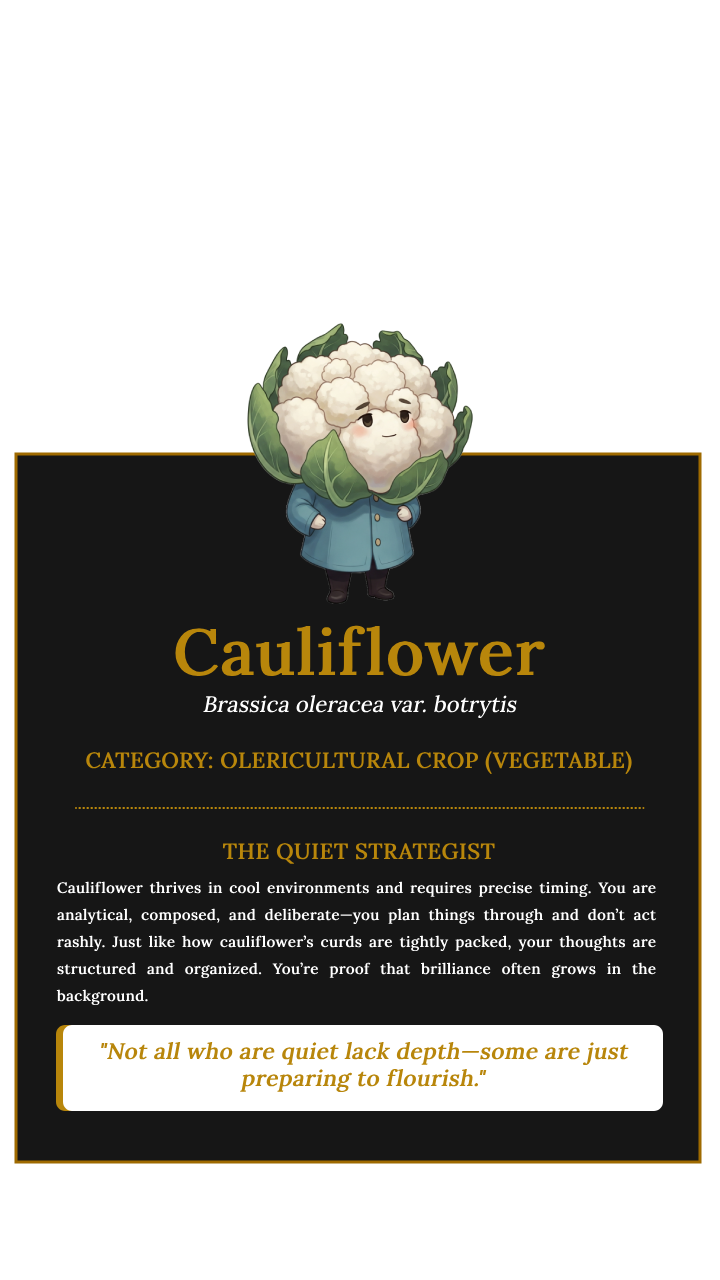 Cauliflower
Brassica oleracea var. botrytis
CATEGORY: OLERICULTURAL CROP (VEGETABLE)
THE QUIET STRATEGIST
Cauliflower thrives in cool environments and requires precise timing. You are
analytical, composed, and deliberate—you plan things through and don’t act
rashly. Just like how cauliflower’s curds are tightly packed, your thoughts are
structured and organized. You’re proof that brilliance often grows in the
background.
"Not all who are quiet lack depth—some are just
preparing to flourish."